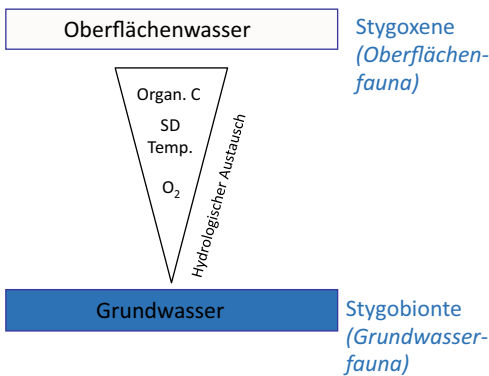 Oberflächenwasser
Stygoxene
(Oberflächen-
fauna)
Organ. C
SD
Temp.
O₂
Hydrologischer Austausch
Grundwasser
Stygobionte
(Grundwasser-
fauna)